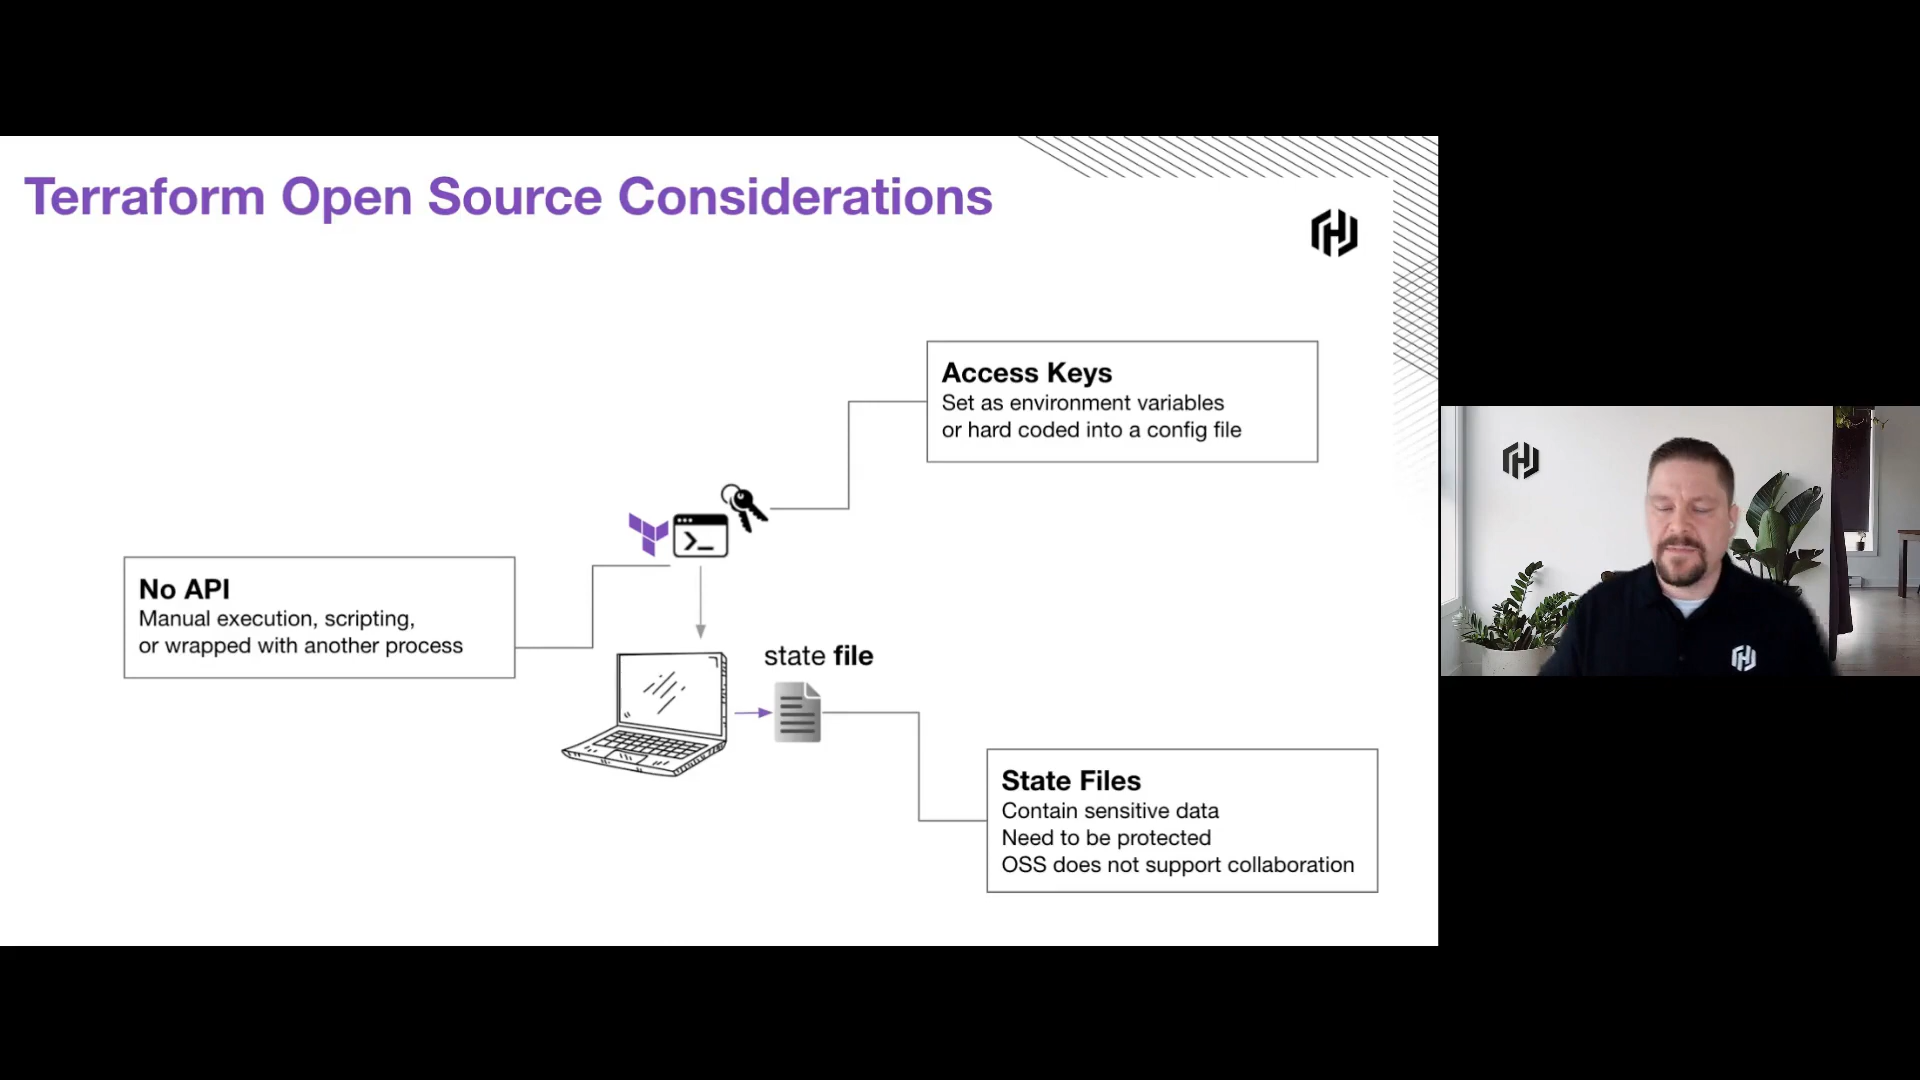 Terraform Open Source Considerations
Access Keys
Set as environment variables
or hard coded into a config file
No API
Manual execution, scripting,
or wrapped with another process
state file
State Files
Contain sensitive data
Need to be protected
OSS does not support collaboration